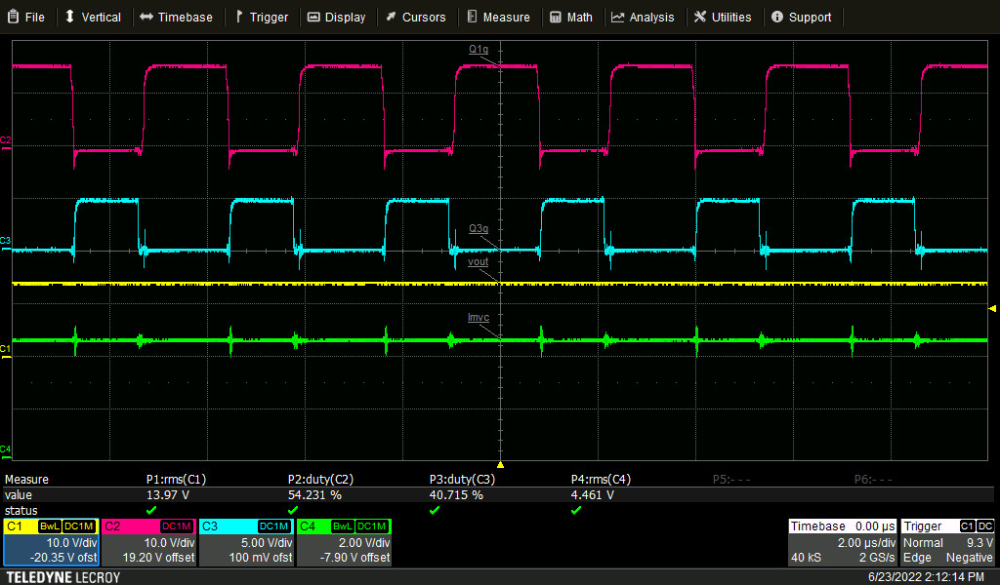 File Vertical Timebase Trigger Display Cursors Measure Math Analysis Utilities Support
Q1g
C2
Q3g
C3
vout
Imvc
C1
C4
Measure P1:rms(C1) P2:duty(C2) P3:duty(C3) P4:rms(C4) P5:- - - P6:- - -
value 13.97 V 54.231 % 40.715 % 4.461 V
status
C1 BwL DC1M C2 DC1M C3 DC1M C4 BwL DC1M Timebase 0.00 µs Trigger C1 DC
10.0 V/div 10.0 V/div 5.00 V/div 2.00 V/div 2.00 µs/div Normal 9.3 V
-20.35 V ofst 19.20 V offset 100 mV ofst -7.90 V offset 40 kS 2 GS/s Edge Negative
TELEDYNE LECROY 6/23/2022 2:12:14 PM